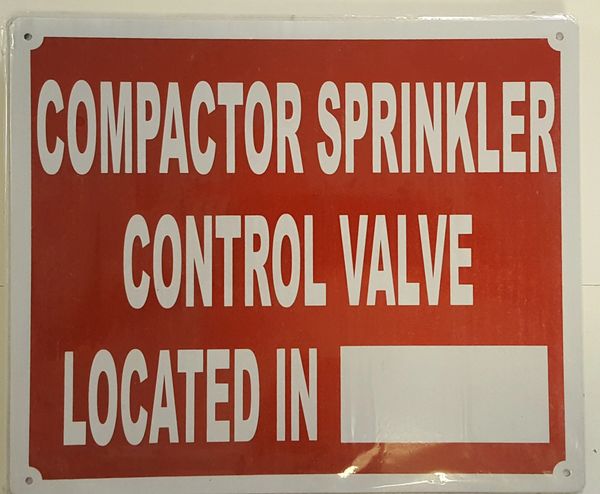 COMPACTOR SPRINKLER
CONTROL VALVE
LOCATED IN